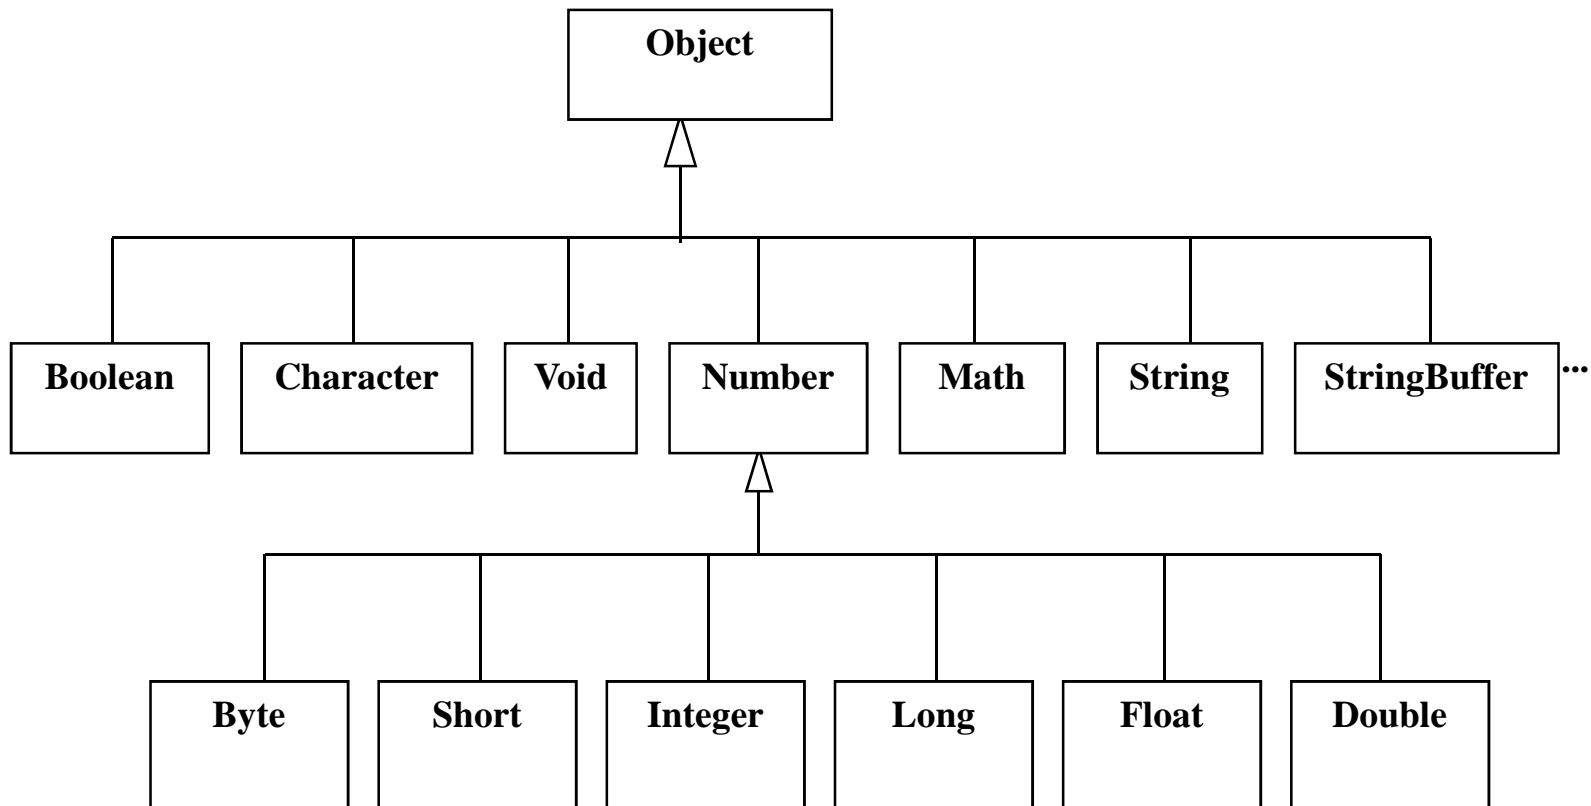 Object
Boolean Character Void Number Math String StringBuffer ...
Byte Short Integer Long Float Double